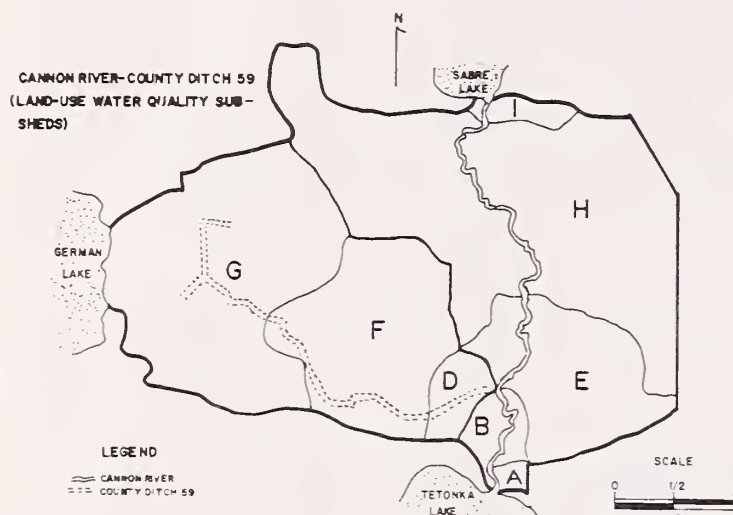 N
CANNON RIVER-COUNTY DITCH 59
(LAND-USE WATER QUALITY SUB-
SHEDS)
SABRE
LAKE
I
H
GERMAN
LAKE
G
F
D
E
B
A
LEGEND
CANNON RIVER
COUNTY DITCH 59
TETONKA
LAKE
SCALE
0 1/2